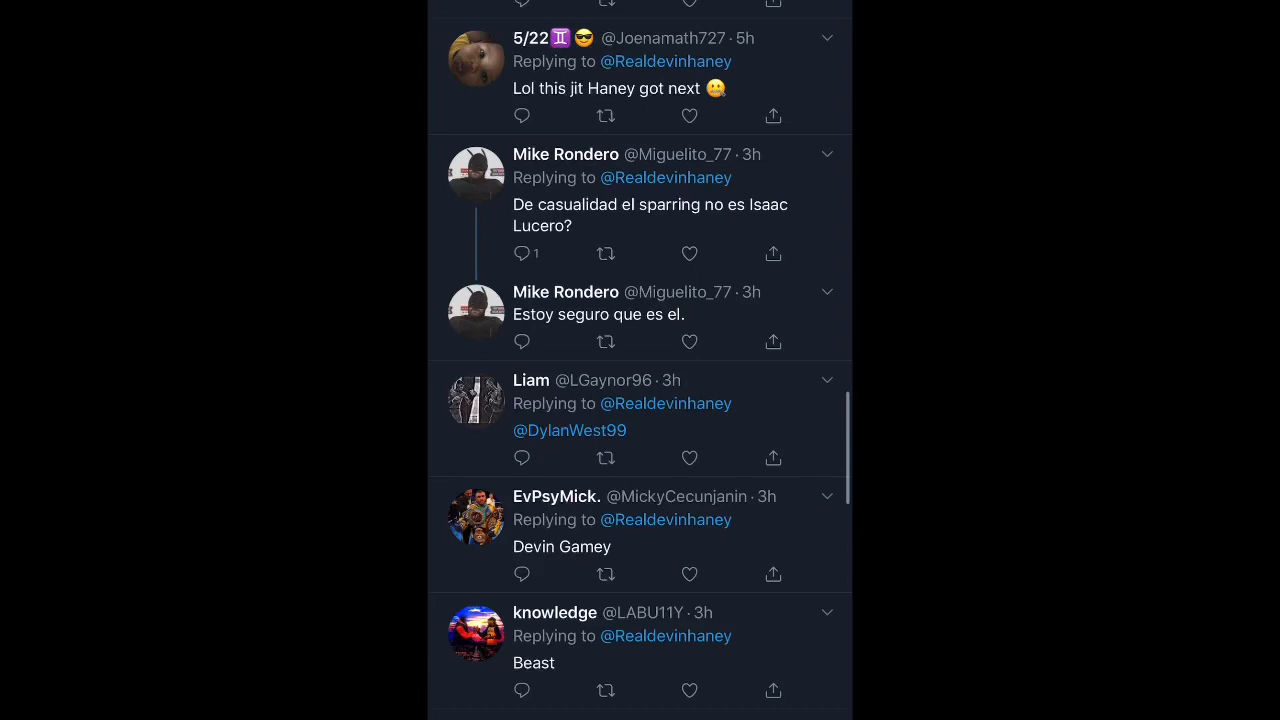 5/22♊😎 @Joenamath727 · 5h
Replying to @Realdevinhaney
Lol this jit Haney got next 🤐
Mike Rondero @Miguelito_77 · 3h
Replying to @Realdevinhaney
De casualidad el sparring no es Isaac
Lucero?
1
Mike Rondero @Miguelito_77 · 3h
Estoy seguro que es el.
Liam @LGaynor96 · 3h
Replying to @Realdevinhaney
@DylanWest99
EvPsyMick. @MickyCecunjanin · 3h
Replying to @Realdevinhaney
Devin Gamey
knowledge @LABU11Y · 3h
Replying to @Realdevinhaney
Beast